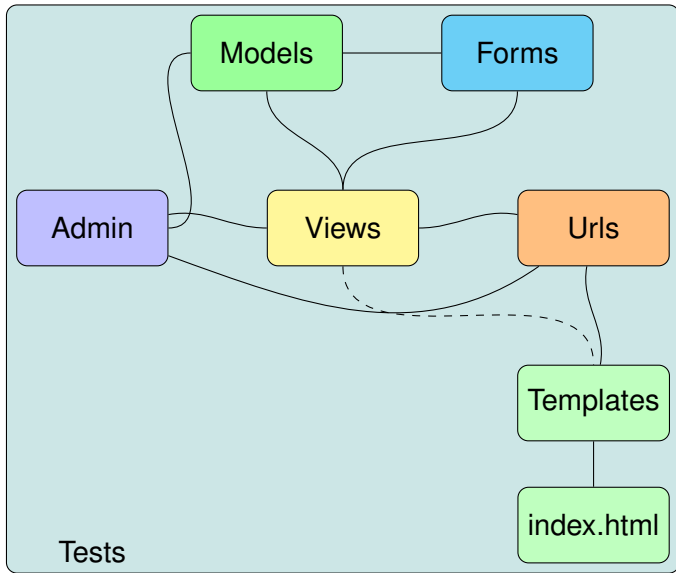 Models
Forms
Admin
Views
Urls
Templates
index.html
Tests